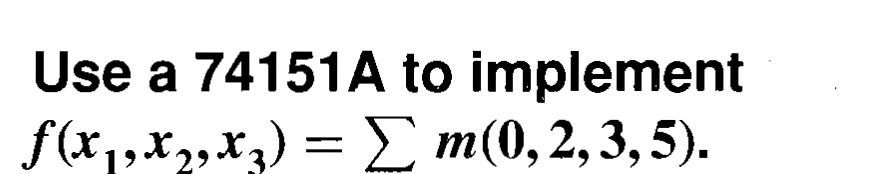 Use a 74151A to implement
f(x₁, x₂, x₃) = ∑ m(0, 2, 3, 5).